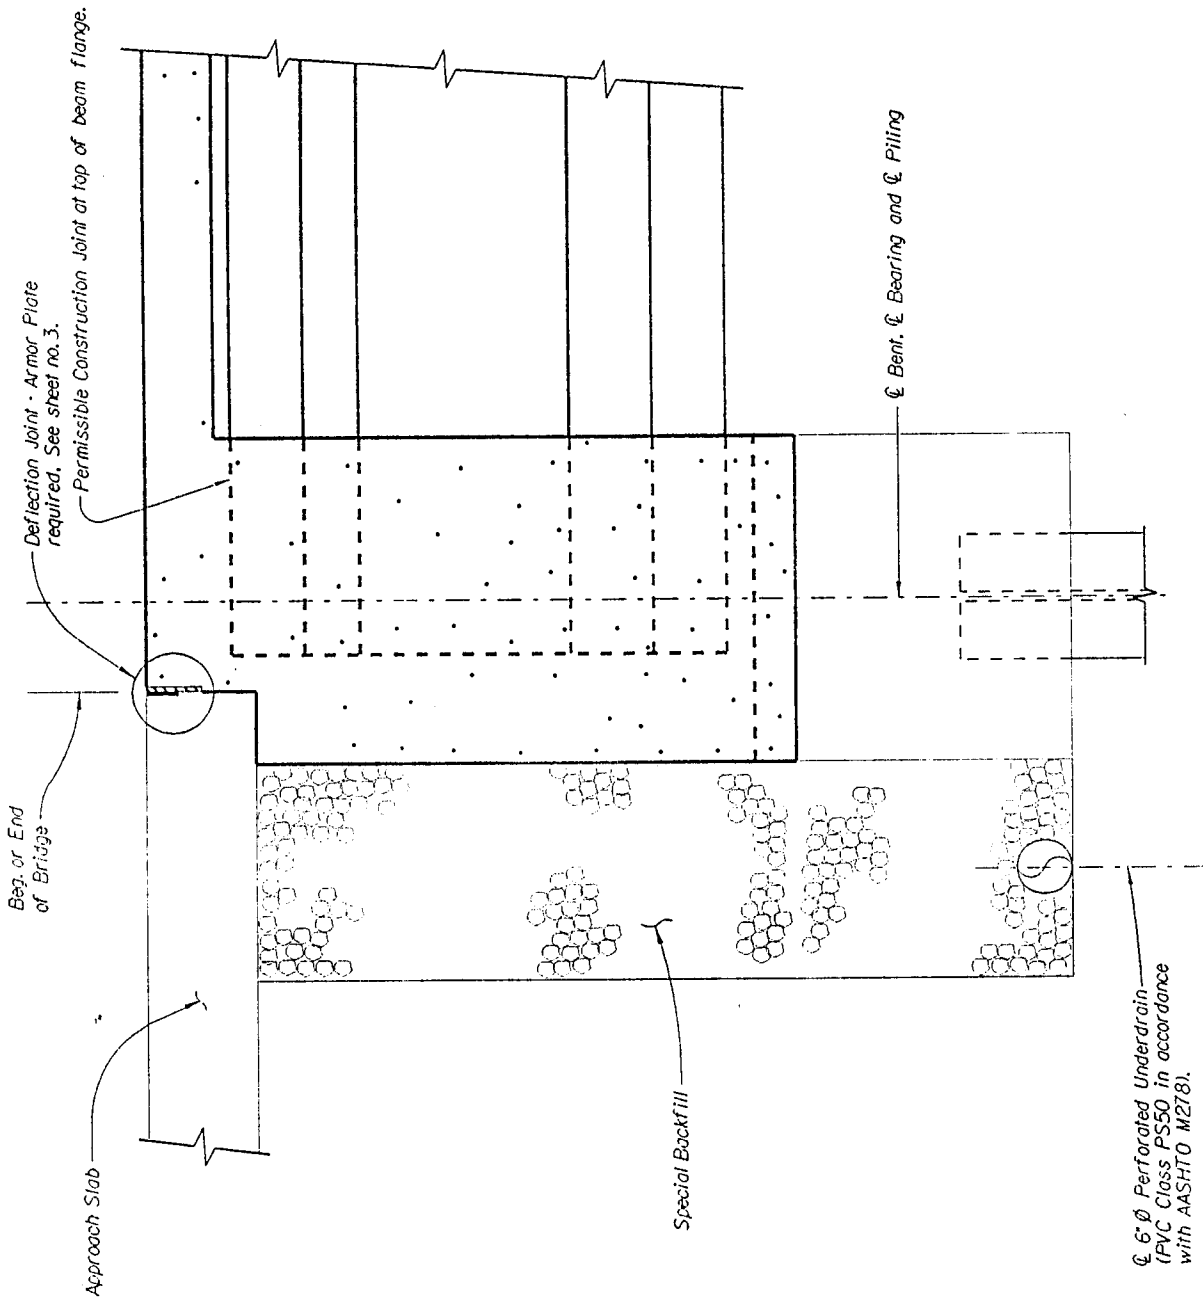 Beg. or End
of Bridge
Deflection Joint - Armor Plate
required. See sheet no. 3.
Permissible Construction Joint at top of beam flange.
Approach Slab
Special Backfill
℄ Bent, ℄ Bearing and ℄ Piling
℄ 6" Ø Perforated Underdrain
(PVC Class PS50 in accordance
with AASHTO M278).